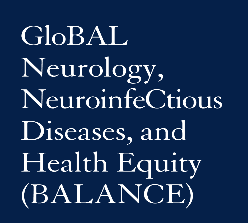 GloBAL
Neurology,
NeuroinfeCtious
Diseases, and
Health Equity
(BALANCE)